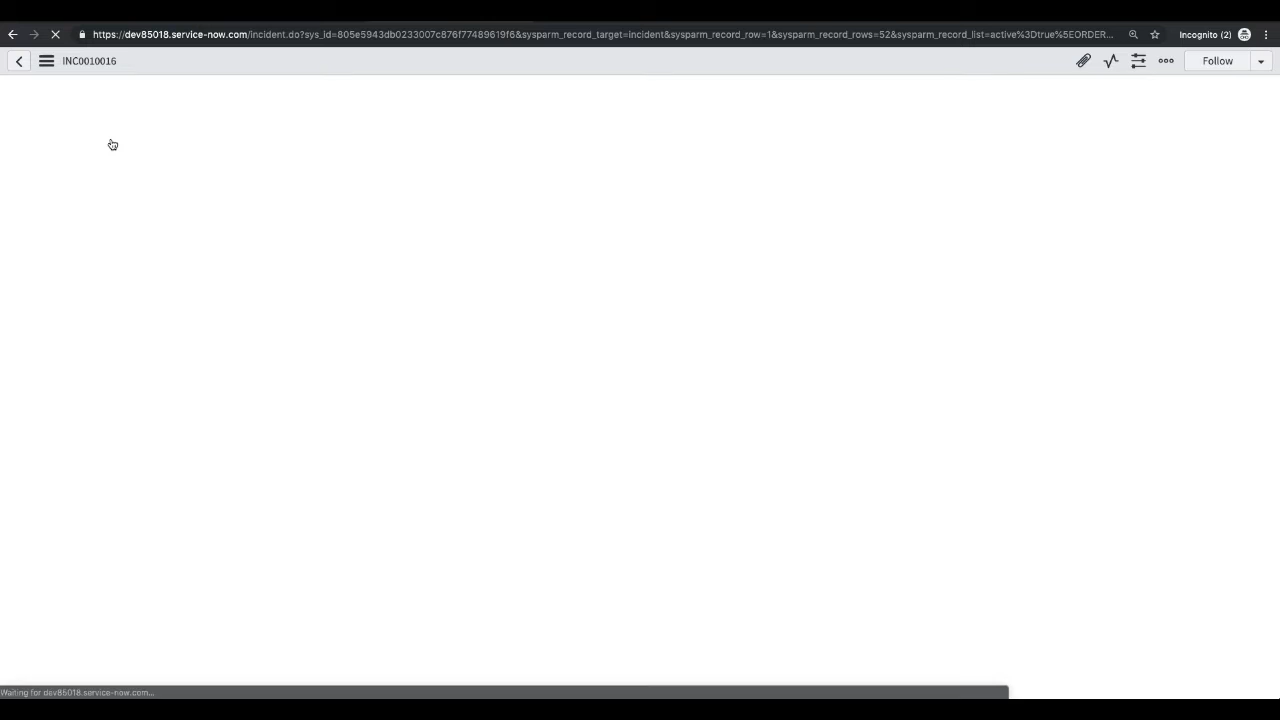 https://dev85018.service-now.com/incident.do?sys_id=805e5943db0233007c876f77489619f6&sysparm_record_target=incident&sysparm_record_row=1&sysparm_record_rows=52&sysparm_record_list=active%3Dtrue%5EORDER... Incognito (2)
INC0010016 Follow
Waiting for dev85018.service-now.com...